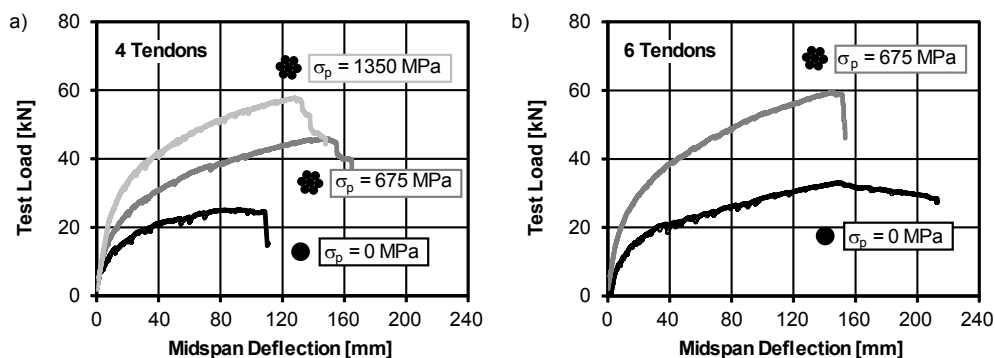 a)
Test Load [kN]
80
60
40
20
0
4 Tendons
σp = 1350 MPa
σp = 675 MPa
σp = 0 MPa
0 40 80 120 160 200 240
Midspan Deflection [mm]
b)
Test Load [kN]
80
60
40
20
0
6 Tendons
σp = 675 MPa
σp = 0 MPa
0 40 80 120 160 200 240
Midspan Deflection [mm]